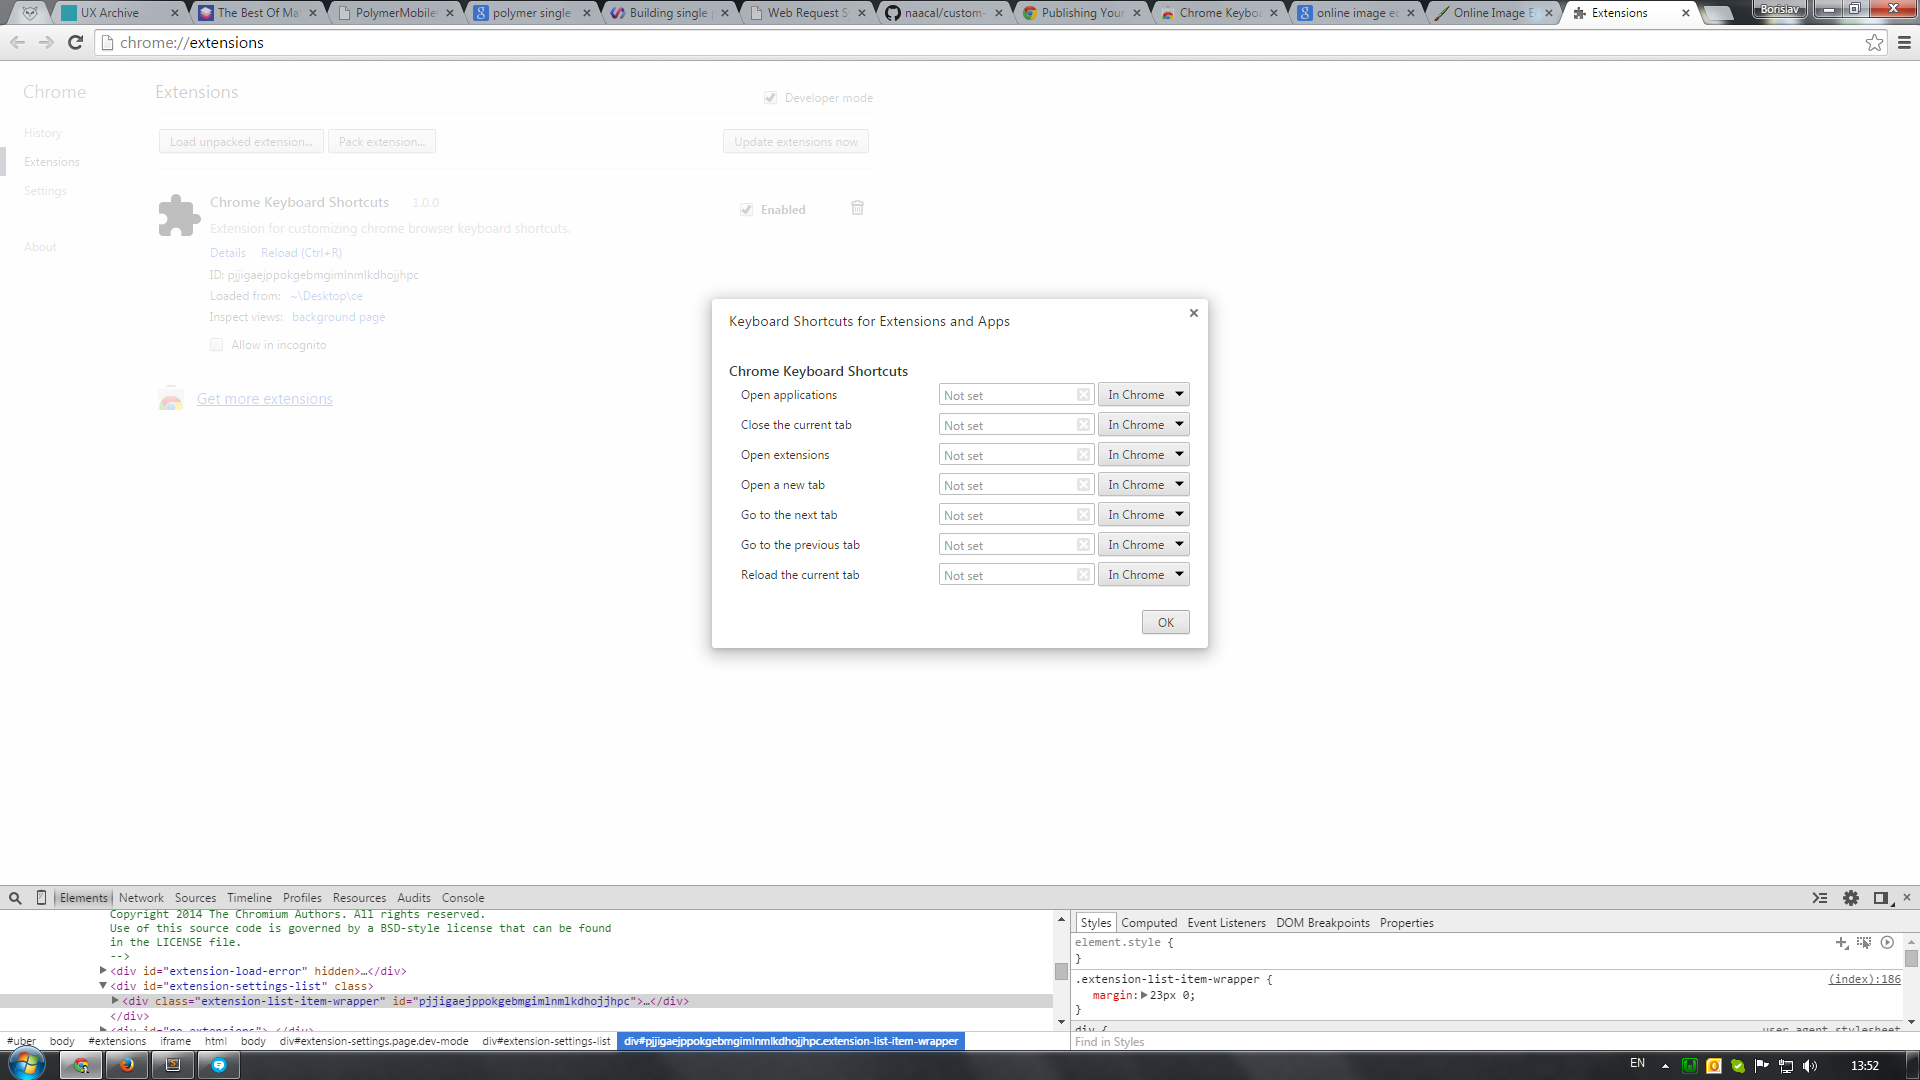 UX Archive
The Best Of Ma
PolymerMobile
polymer single
Building single
Web Request S
naacal/custom-
Publishing Your
Chrome Keybo
online image ed
Online Image E
Extensions
Borislav
chrome://extensions
Chrome
Extensions
Developer mode
History
Load unpacked extension...
Pack extension...
Update extensions now
Extensions
Settings
Chrome Keyboard Shortcuts 1.0.0
Enabled
Extension for customizing chrome browser keyboard shortcuts.
About
Details Reload (Ctrl+R)
ID: pjjigaejppokgebmgimlnmlkdhojjhpc
Loaded from: ~\Desktop\ce
Inspect views: background page
Allow in incognito
Get more extensions
Keyboard Shortcuts for Extensions and Apps
Chrome Keyboard Shortcuts
Open applications Not set In Chrome
Close the current tab Not set In Chrome
Open extensions Not set In Chrome
Open a new tab Not set In Chrome
Go to the next tab Not set In Chrome
Go to the previous tab Not set In Chrome
Reload the current tab Not set In Chrome
OK
Elements Network Sources Timeline Profiles Resources Audits Console
Copyright 2014 The Chromium Authors. All rights reserved.
Use of this source code is governed by a BSD-style license that can be found
in the LICENSE file.
-->
<div id="extension-load-error" hidden>…</div>
<div id="extension-settings-list" class>
<div class="extension-list-item-wrapper" id="pjjigaejppokgebmgimlnmlkdhojjhpc">…</div>
</div>
<div id="no-extensions"> </div>
#uber body #extensions iframe html body div#extension-settings.page.dev-mode div#extension-settings-list div#pjjigaejppokgebmgimlnmlkdhojjhpc.extension-list-item-wrapper
Styles Computed Event Listeners DOM Breakpoints Properties
element.style {
}
.extension-list-item-wrapper { (index):186
margin: 23px 0;
}
div { user agent stylesheet
Find in Styles
EN
13:52